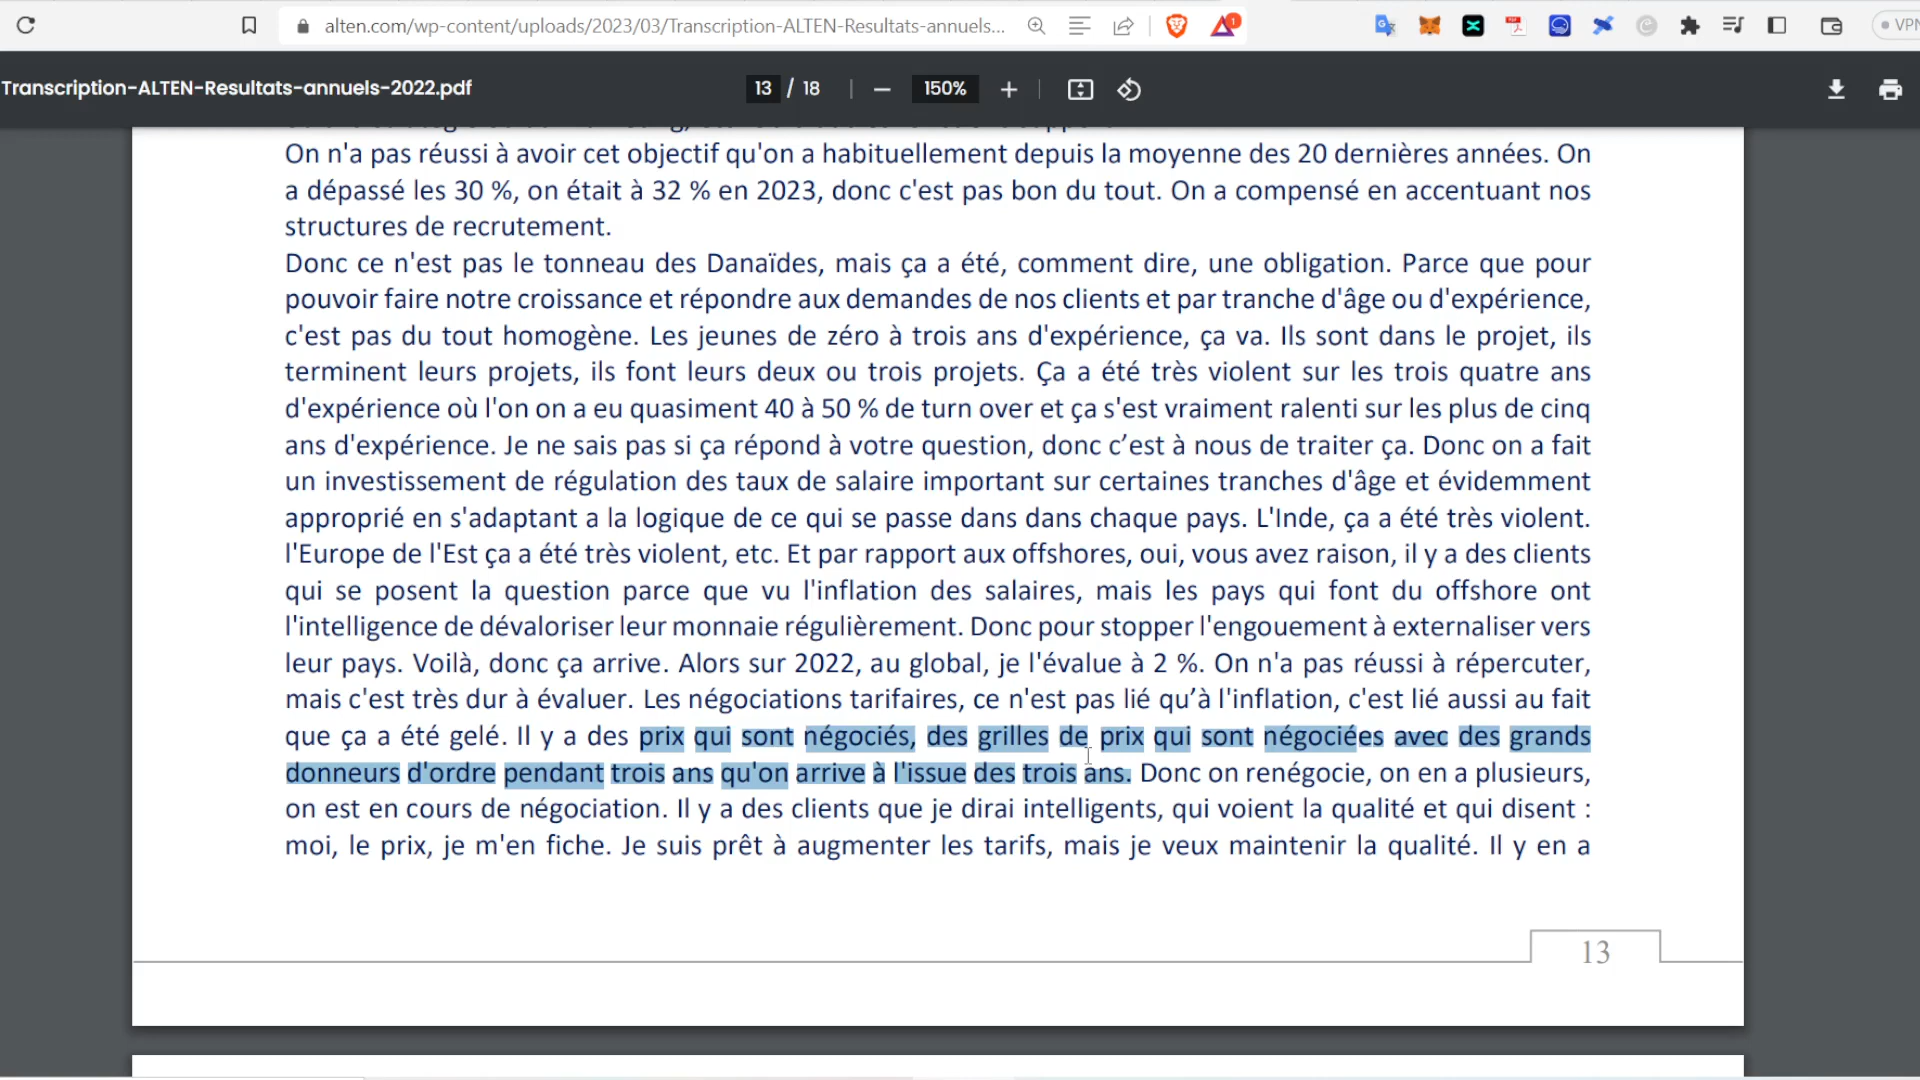 alten.com/wp-content/uploads/2023/03/Transcription-ALTEN-Resultats-annuels...
1
VPN
Transcription-ALTEN-Resultats-annuels-2022.pdf
13 / 18
150%
On n'a pas réussi à avoir cet objectif qu'on a habituellement depuis la moyenne des 20 dernières années. On
a dépassé les 30 %, on était à 32 % en 2023, donc c'est pas bon du tout. On a compensé en accentuant nos
structures de recrutement.
Donc ce n'est pas le tonneau des Danaïdes, mais ça a été, comment dire, une obligation. Parce que pour
pouvoir faire notre croissance et répondre aux demandes de nos clients et par tranche d'âge ou d'expérience,
c'est pas du tout homogène. Les jeunes de zéro à trois ans d'expérience, ça va. Ils sont dans le projet, ils
terminent leurs projets, ils font leurs deux ou trois projets. Ça a été très violent sur les trois quatre ans
d'expérience où l'on on a eu quasiment 40 à 50 % de turn over et ça s'est vraiment ralenti sur les plus de cinq
ans d'expérience. Je ne sais pas si ça répond à votre question, donc c’est à nous de traiter ça. Donc on a fait
un investissement de régulation des taux de salaire important sur certaines tranches d'âge et évidemment
approprié en s'adaptant a la logique de ce qui se passe dans dans chaque pays. L'Inde, ça a été très violent.
l'Europe de l'Est ça a été très violent, etc. Et par rapport aux offshores, oui, vous avez raison, il y a des clients
qui se posent la question parce que vu l'inflation des salaires, mais les pays qui font du offshore ont
l'intelligence de dévaloriser leur monnaie régulièrement. Donc pour stopper l'engouement à externaliser vers
leur pays. Voilà, donc ça arrive. Alors sur 2022, au global, je l'évalue à 2 %. On n'a pas réussi à répercuter,
mais c'est très dur à évaluer. Les négociations tarifaires, ce n'est pas lié qu’à l'inflation, c'est lié aussi au fait
que ça a été gelé. Il y a des prix qui sont négociés, des grilles de prix qui sont négociées avec des grands
donneurs d'ordre pendant trois ans qu'on arrive à l'issue des trois ans. Donc on renégocie, on en a plusieurs,
on est en cours de négociation. Il y a des clients que je dirai intelligents, qui voient la qualité et qui disent :
moi, le prix, je m'en fiche. Je suis prêt à augmenter les tarifs, mais je veux maintenir la qualité. Il y en a
13